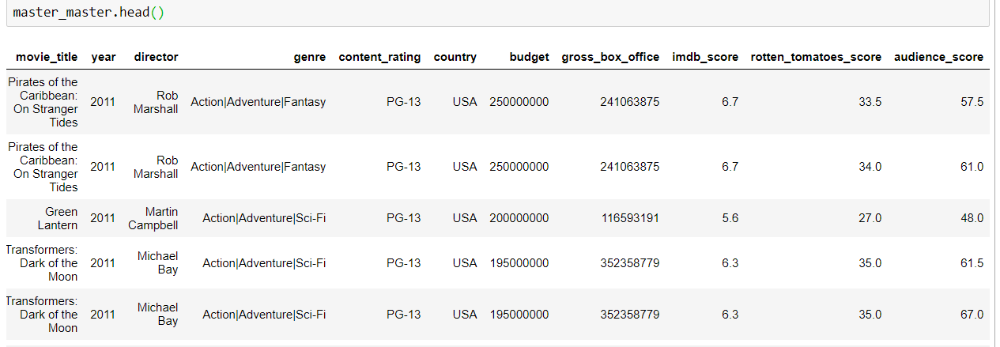 master_master.head()
movie_title year director genre content_rating country budget gross_box_office imdb_score rotten_tomatoes_score audience_score
Pirates of the
Caribbean:
On Stranger
Tides
2011
Rob
Marshall
Action|Adventure|Fantasy PG-13 USA 250000000 241063875 6.7 33.5 57.5
Pirates of the
Caribbean:
On Stranger
Tides
2011
Rob
Marshall
Action|Adventure|Fantasy PG-13 USA 250000000 241063875 6.7 34.0 61.0
Green
Lantern
2011
Martin
Campbell
Action|Adventure|Sci-Fi PG-13 USA 200000000 116593191 5.6 27.0 48.0
Transformers:
Dark of the
Moon
2011
Michael
Bay
Action|Adventure|Sci-Fi PG-13 USA 195000000 352358779 6.3 35.0 61.5
Transformers:
Dark of the
Moon
2011
Michael
Bay
Action|Adventure|Sci-Fi PG-13 USA 195000000 352358779 6.3 35.0 67.0